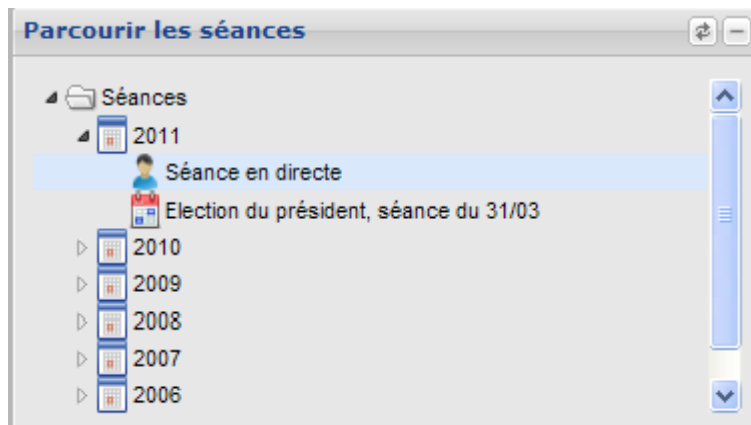 Parcourir les séances
Séances
2011
Séance en directe
Election du président, séance du 31/03
2010
2009
2008
2007
2006